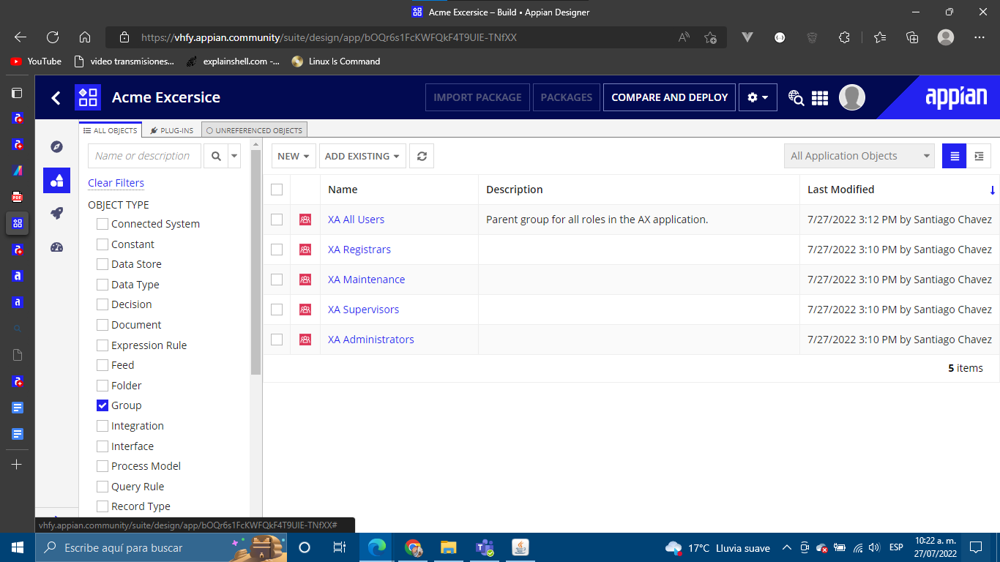 Acme Excersice – Build • Appian Designer
https://vhfy.appian.community/suite/design/app/bOQr6s1FcKWFQkF4T9UIE-TNfXX
YouTube video transmisiones... explainshell.com -... Linux Is Command
Acme Excersice IMPORT PACKAGE PACKAGES COMPARE AND DEPLOY appian
ALL OBJECTS PLUG-INS UNREFERENCED OBJECTS
Name or description NEW ADD EXISTING All Application Objects
Clear Filters
OBJECT TYPE
Connected System
Constant
Data Store
Data Type
Decision
Document
Expression Rule
Feed
Folder
Group
Integration
Interface
Process Model
Query Rule
Record Type
Name Description Last Modified
XA All Users Parent group for all roles in the AX application. 7/27/2022 3:12 PM by Santiago Chavez
XA Registrars 7/27/2022 3:10 PM by Santiago Chavez
XA Maintenance 7/27/2022 3:10 PM by Santiago Chavez
XA Supervisors 7/27/2022 3:10 PM by Santiago Chavez
XA Administrators 7/27/2022 3:10 PM by Santiago Chavez
5 items
vhfy.appian.community/suite/design/app/bOQr6s1FcKWFQkF4T9UIE-TNfXX#
Escribe aquí para buscar 17°C Lluvia suave ESP 10:22 a. m.
27/07/2022